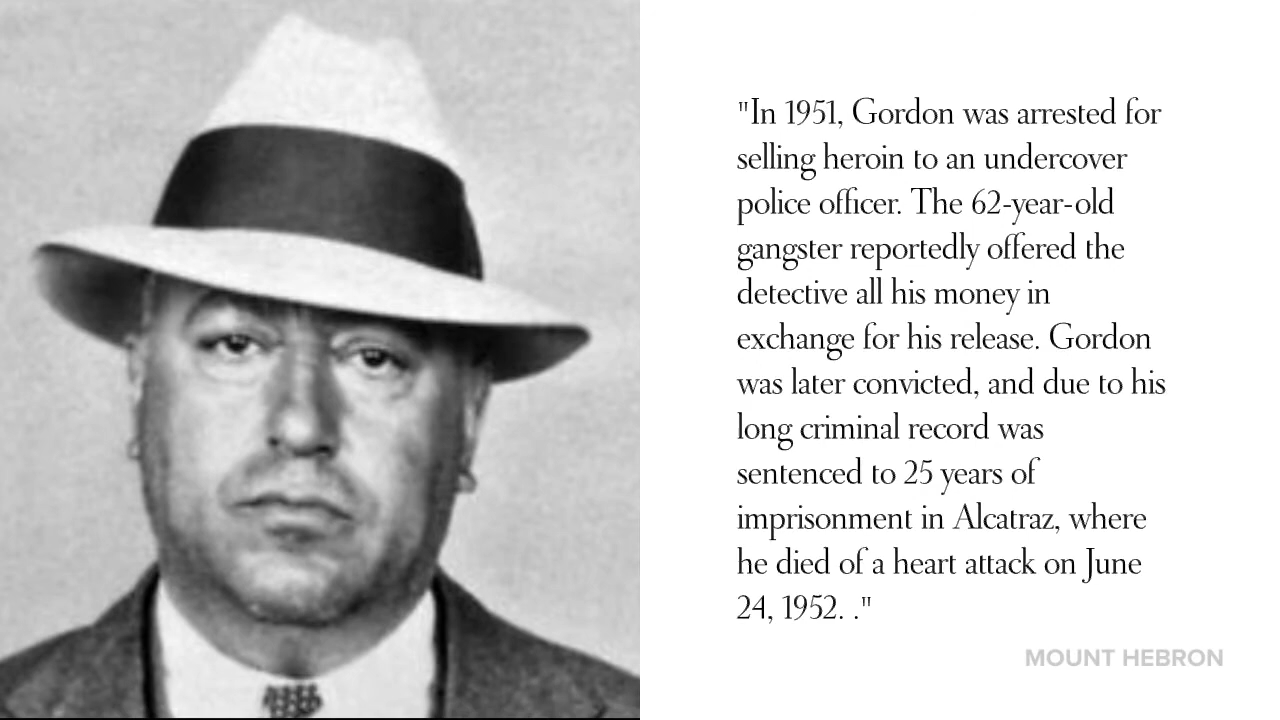 "In 1951, Gordon was arrested for
selling heroin to an undercover
police officer. The 62-year-old
gangster reportedly offered the
detective all his money in
exchange for his release. Gordon
was later convicted, and due to his
long criminal record was
sentenced to 25 years of
imprisonment in Alcatraz, where
he died of a heart attack on June
24, 1952. ."
MOUNT HEBRON